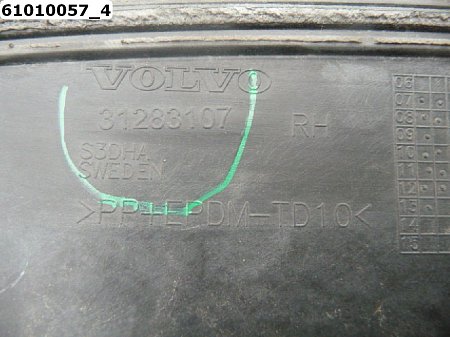 61010057_4
VOLVO
31283107 RH
S3DHA
SWEDEN
>PP+EPDM-TD10<
06
07
08
09
10
11
12
13
14
15